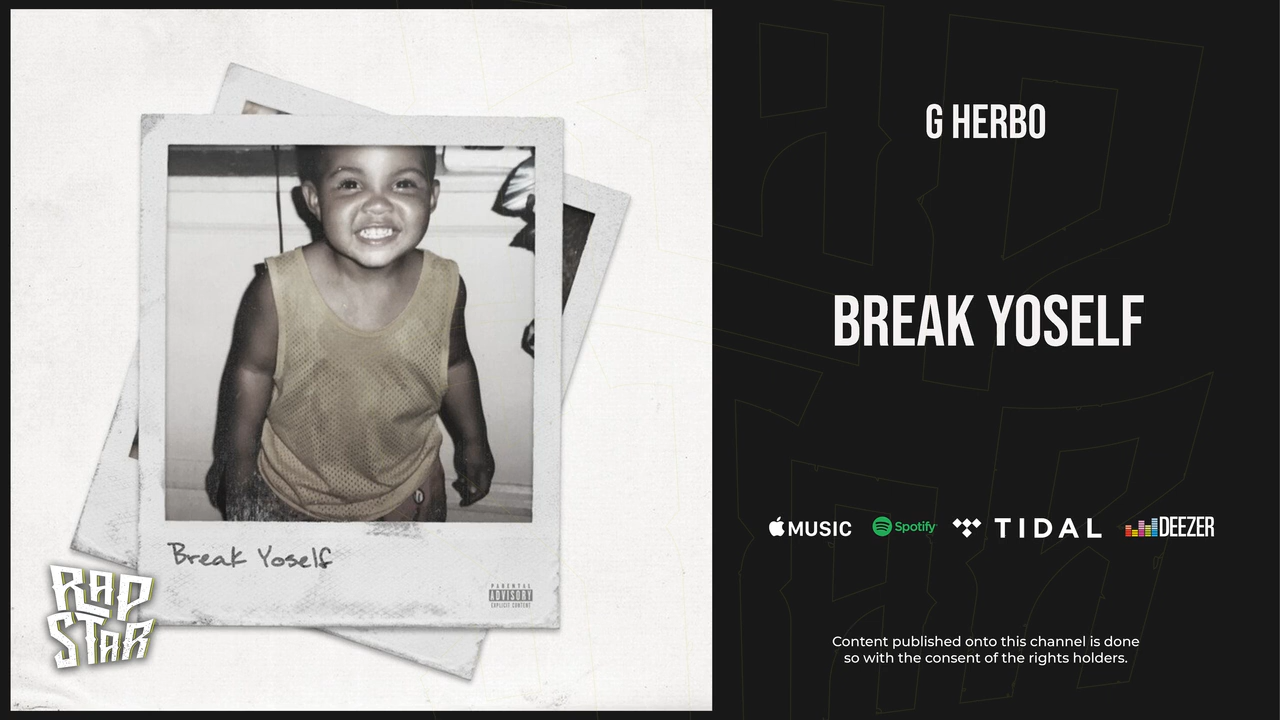 Break Yoself
PARENTAL
ADVISORY
EXPLICIT CONTENT
RAP
STAR
G HERBO
BREAK YOSELF
MUSIC
Spotify
TIDAL
DEEZER
Content published onto this channel is done
so with the consent of the rights holders.